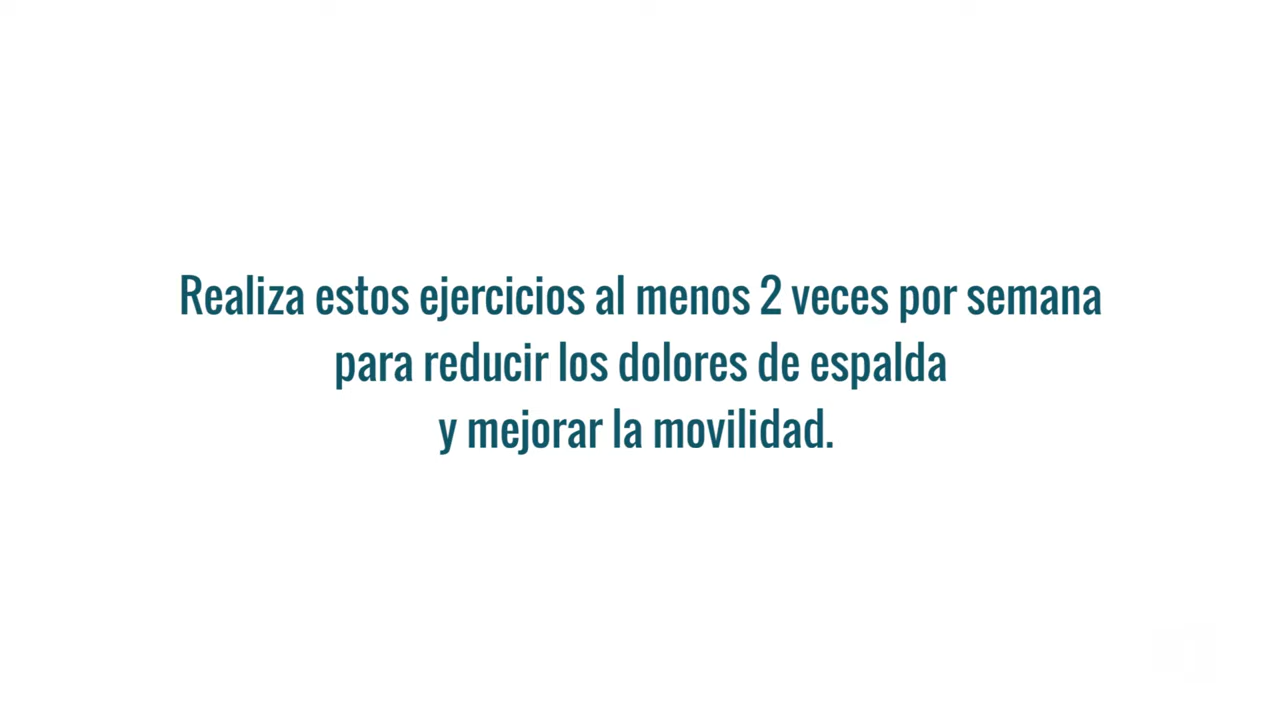 Realiza estos ejercicios al menos 2 veces por semana
para reducir los dolores de espalda
y mejorar la movilidad.